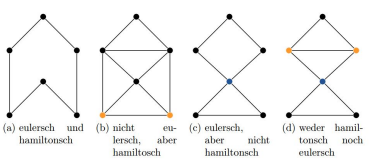 (a) eulersch und
hamiltonsch
(b) nicht eu-
lersch, aber
hamiltosch
(c) eulersch,
aber nicht
hamiltonsch
(d) weder hamil-
tonsch noch
eulersch